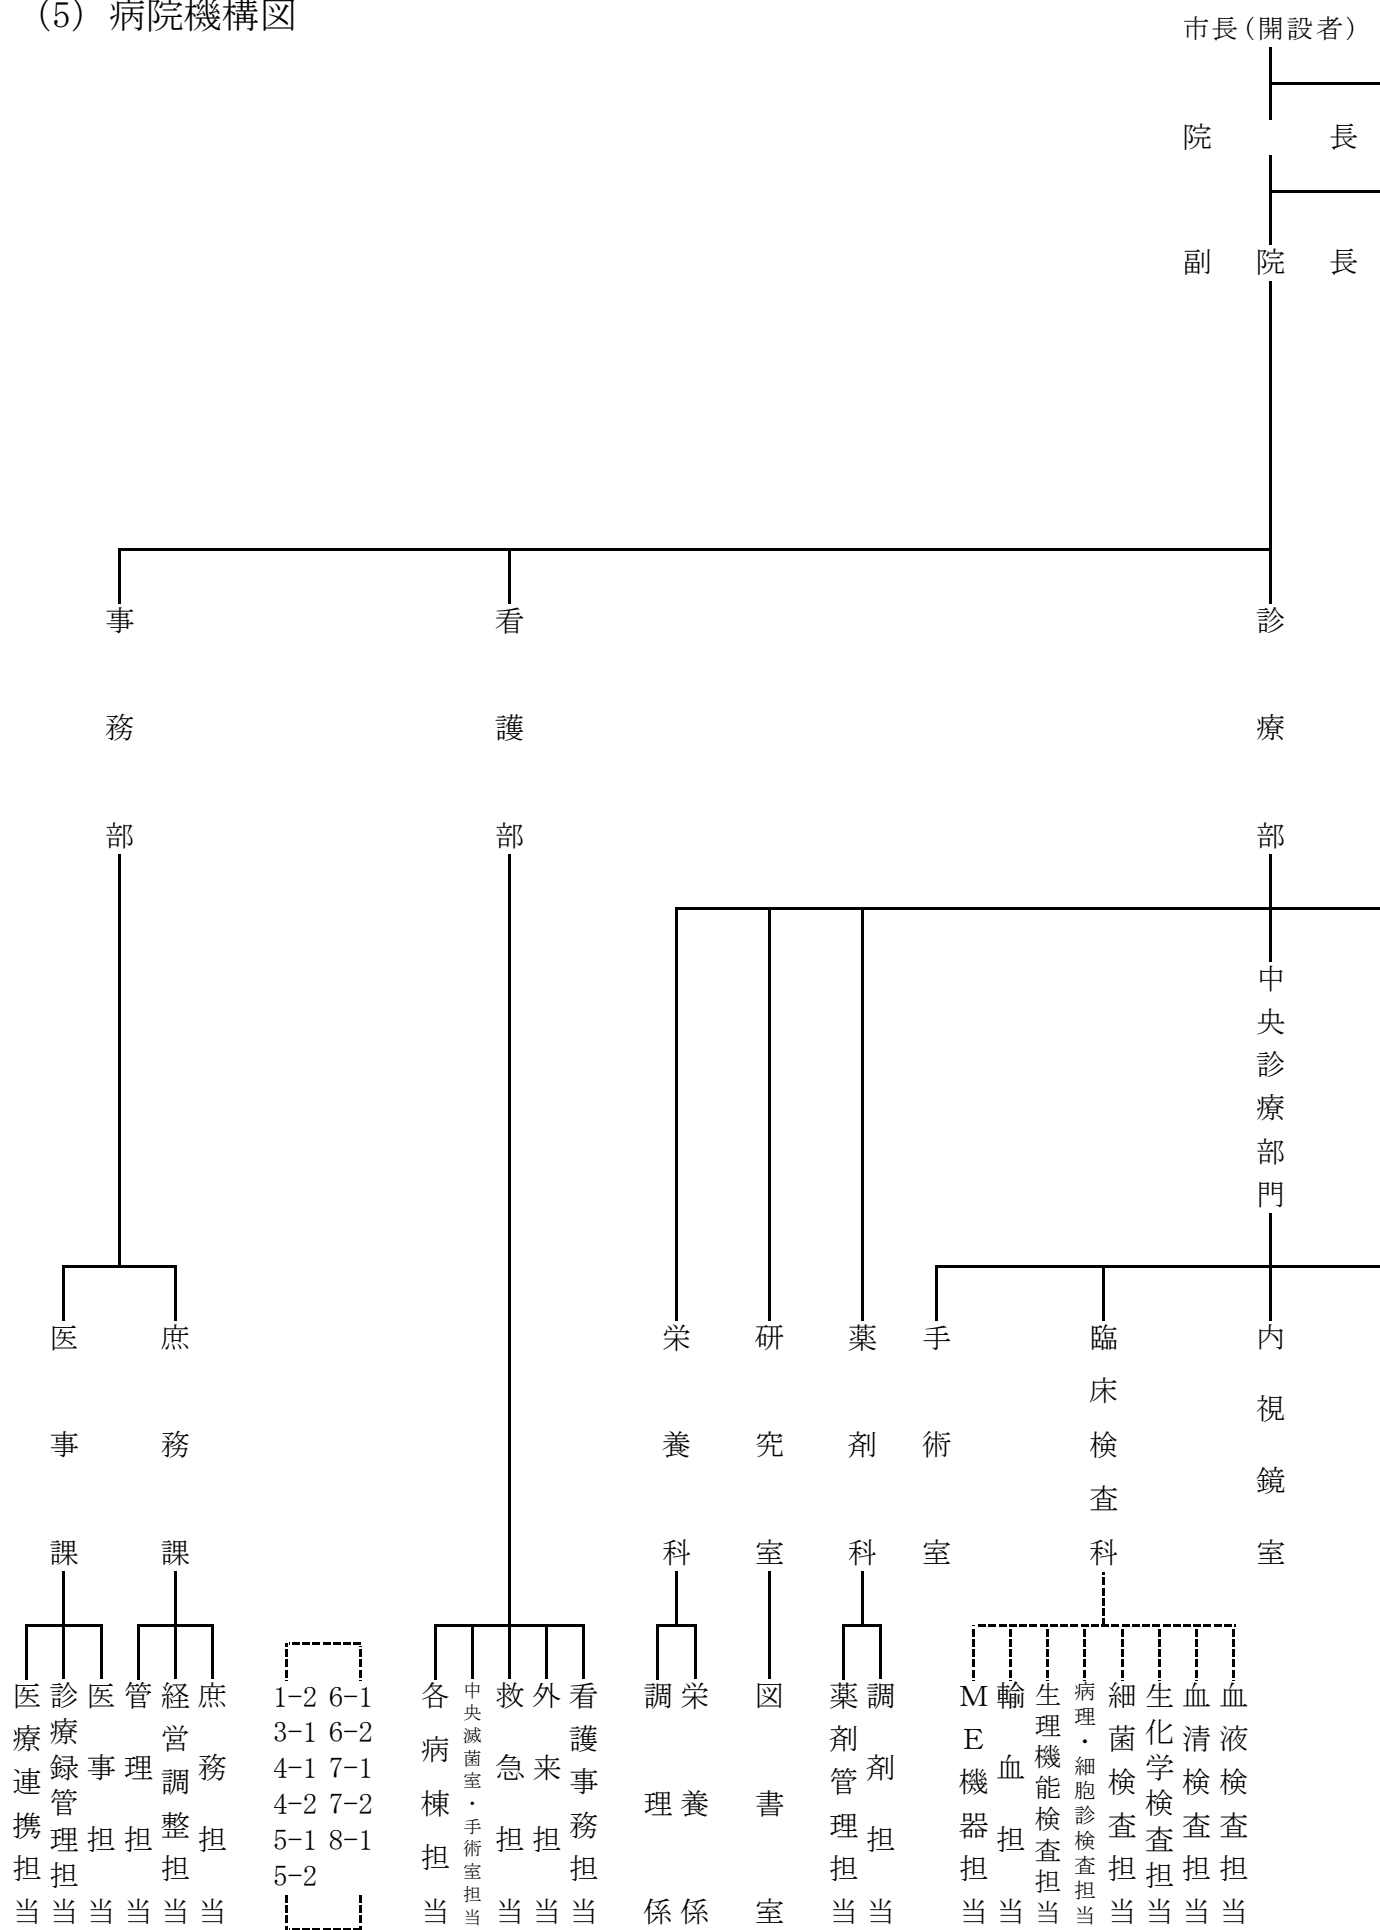 (5) 病院機構図
市長(開設者)
院長
副院長
事務部
看護部
診療部
中央診療部門
医事課
庶務課
栄養科
研究室
薬剤科
手術室
臨床検査科
内視鏡室
医療連携担当
診療録管理担当
医事担当
管理担当
経営調整担当
庶務担当
1-2 6-1
3-1 6-2
4-1 7-1
4-2 7-2
5-1 8-1
5-2
各病棟担当
中央滅菌室・手術室担当
救急担当
外来担当
看護事務担当
調理係
栄養係
図書室
薬剤管理担当
調剤担当
ME機器担当
輸血担当
生理機能検査担当
病理・細胞診検査担当
細菌検査担当
生化学検査担当
血清検査担当
血液検査担当